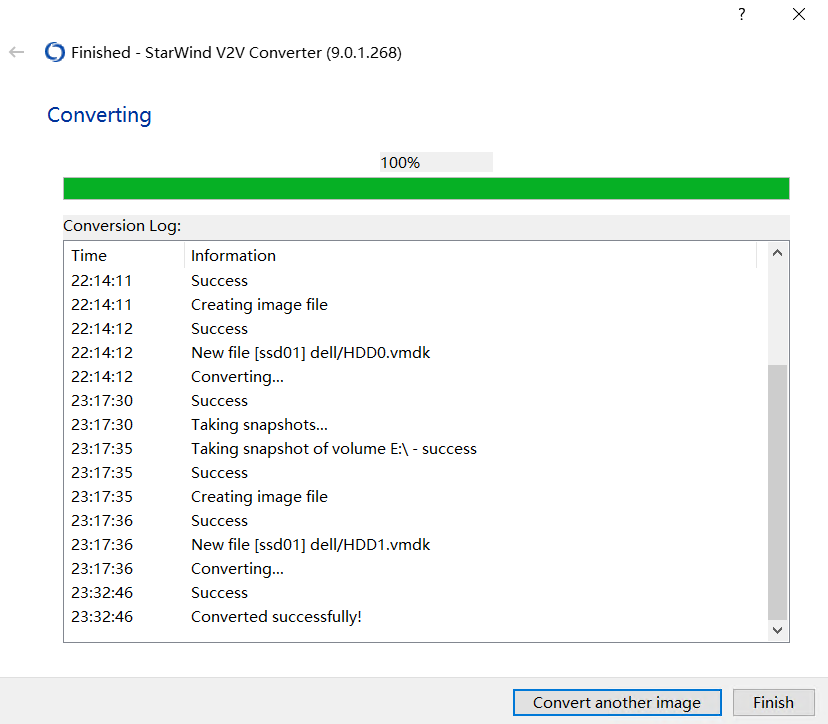 ?
Finished - StarWind V2V Converter (9.0.1.268)
Converting
100%
Conversion Log:
Time Information
22:14:11 Success
22:14:11 Creating image file
22:14:12 Success
22:14:12 New file [ssd01] dell/HDD0.vmdk
22:14:12 Converting...
23:17:30 Success
23:17:30 Taking snapshots...
23:17:35 Taking snapshot of volume E:\ - success
23:17:35 Success
23:17:35 Creating image file
23:17:36 Success
23:17:36 New file [ssd01] dell/HDD1.vmdk
23:17:36 Converting...
23:32:46 Success
23:32:46 Converted successfully!
Convert another image Finish